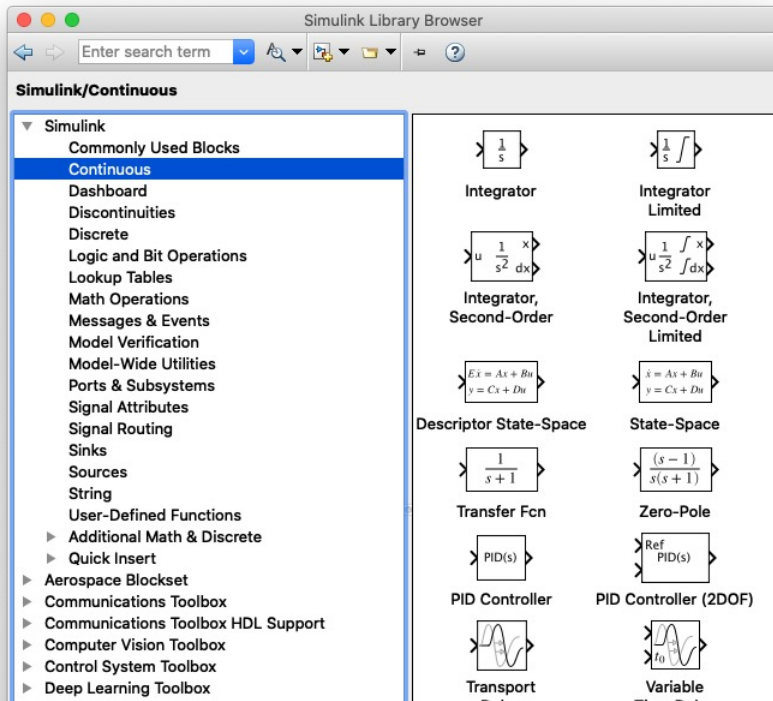 Simulink Library Browser
Enter search term
Simulink/Continuous
Simulink
Commonly Used Blocks
Continuous
Dashboard
Discontinuities
Discrete
Logic and Bit Operations
Lookup Tables
Math Operations
Messages & Events
Model Verification
Model-Wide Utilities
Ports & Subsystems
Signal Attributes
Signal Routing
Sinks
Sources
String
User-Defined Functions
Additional Math & Discrete
Quick Insert
Aerospace Blockset
Communications Toolbox
Communications Toolbox HDL Support
Computer Vision Toolbox
Control System Toolbox
Deep Learning Toolbox
1
s
Integrator
1
s ∫
Integrator
Limited
u 1 x
s2 dx
Integrator,
Second-Order
u 1 ∫ x
s2 ∫dx
Integrator,
Second-Order
Limited
Eẋ = Ax + Bu
y = Cx + Du
Descriptor State-Space
ẋ = Ax + Bu
y = Cx + Du
State-Space
1
s + 1
Transfer Fcn
(s − 1)
s(s + 1)
Zero-Pole
PID(s)
PID Controller
Ref
PID(s)
PID Controller (2DOF)
Transport
t0
Variable